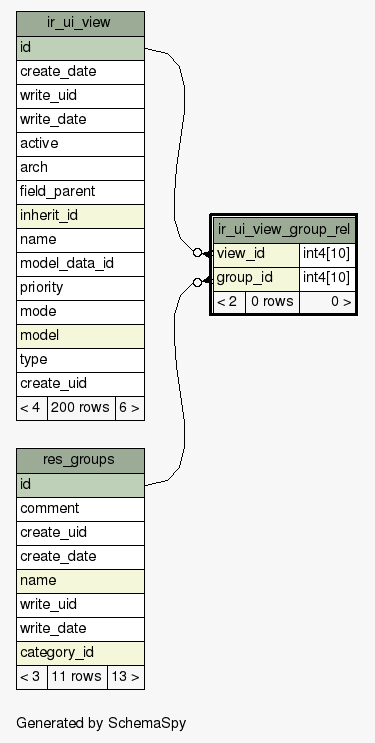 ir_ui_view
id
create_date
write_uid
write_date
active
arch
field_parent
inherit_id
name
model_data_id
priority
mode
model
type
create_uid
< 4 200 rows 6 >
ir_ui_view_group_rel
view_id int4[10]
group_id int4[10]
< 2 0 rows 0 >
res_groups
id
comment
create_uid
create_date
name
write_uid
write_date
category_id
< 3 11 rows 13 >
Generated by SchemaSpy